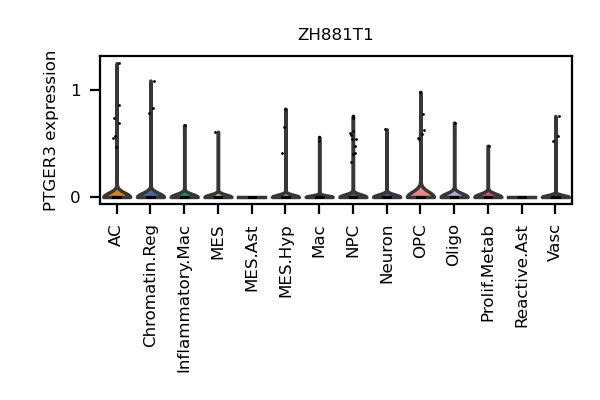 ZH881T1
PTGER3 expression
1
0
AC
Chromatin.Reg
Inflammatory.Mac
MES
MES.Ast
MES.Hyp
Mac
NPC
Neuron
OPC
Oligo
Prolif.Metab
Reactive.Ast
Vasc